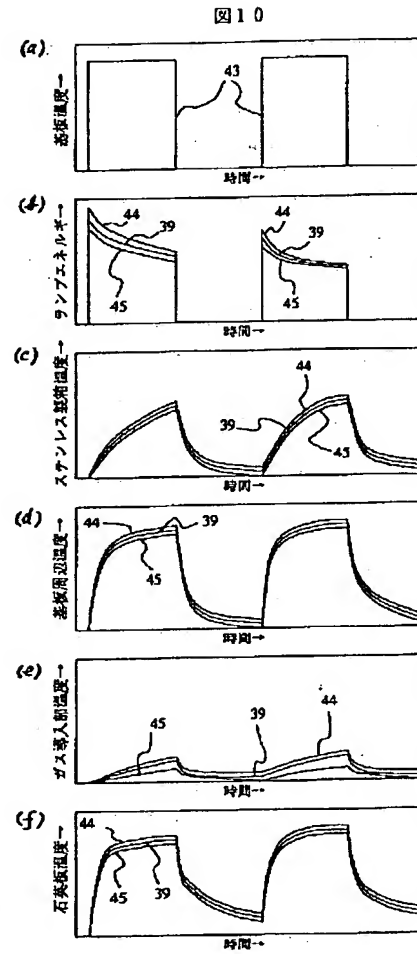 図10
(a)
基板温度→
43
時間→
(b)
ランプエネルギ→
44
39
45
44
39
45
時間→
(c)
ステンレス製箱温度→
39
44
45
時間→
(d)
基板周辺温度→
44
39
45
時間→
(e)
ガス導入部温度→
45
39
44
時間→
(f)
石英板温度→
44
45
39
時間→